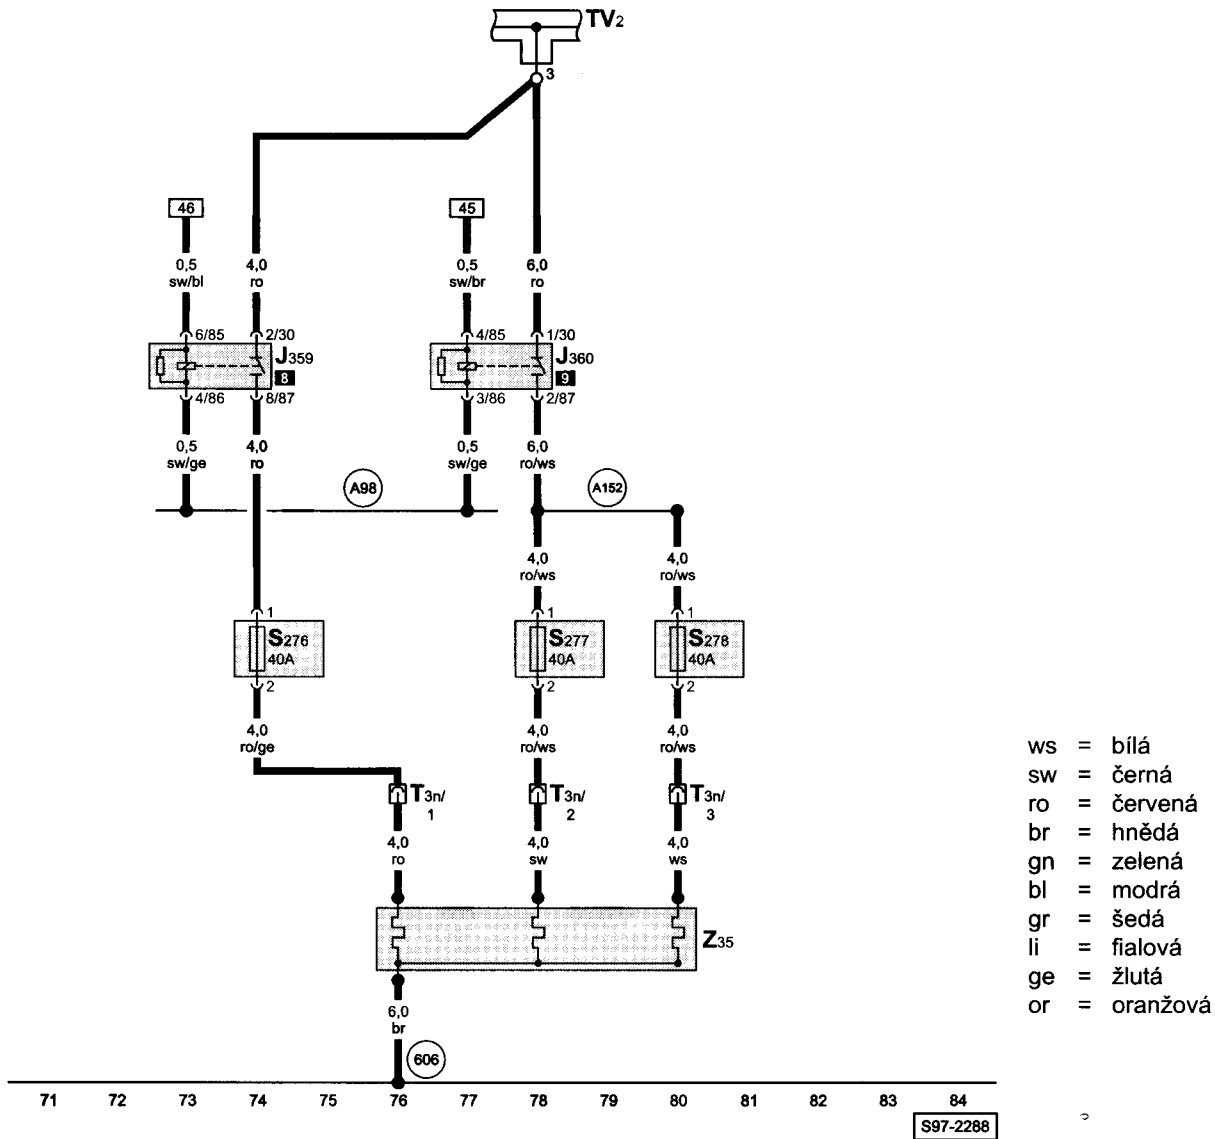 TV2
3
46
45
0,5
sw/bl
4,0
ro
0,5
sw/br
6,0
ro
6/85
2/30
4/85
1/30
J359
8
J360
9
4/86
8/87
3/86
2/87
0,5
sw/ge
4,0
ro
0,5
sw/ge
6,0
ro/ws
A98
A152
4,0
ro/ws
4,0
ro/ws
1
1
1
S276
40A
S277
40A
S278
40A
2
2
2
4,0
ro/ge
4,0
ro/ws
4,0
ro/ws
T3n/
1
T3n/
2
T3n/
3
4,0
ro
4,0
sw
4,0
ws
Z35
6,0
br
606
71 72 73 74 75 76 77 78 79 80 81 82 83 84
S97-2288
ws = bílá
sw = černá
ro = červená
br = hnědá
gn = zelená
bl = modrá
gr = šedá
li = fialová
ge = žlutá
or = oranžová